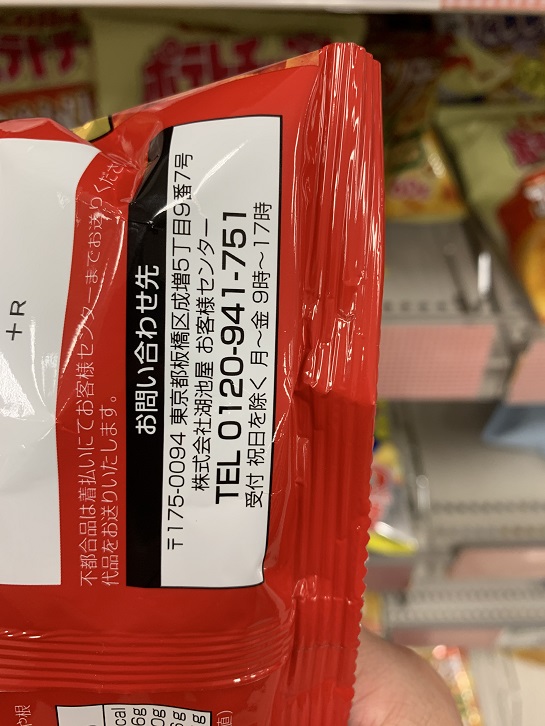 +R
不都合品は着払いにてお客様センターまでお送りください
代品をお送りいたします。
お問い合わせ先
〒175-0094 東京都板橋区成増5丁目9番7号
株式会社湖池屋 お客様センター
TEL 0120-941-751
受付 祝日を除く 月〜金 9時〜17時
cal
6g
0g